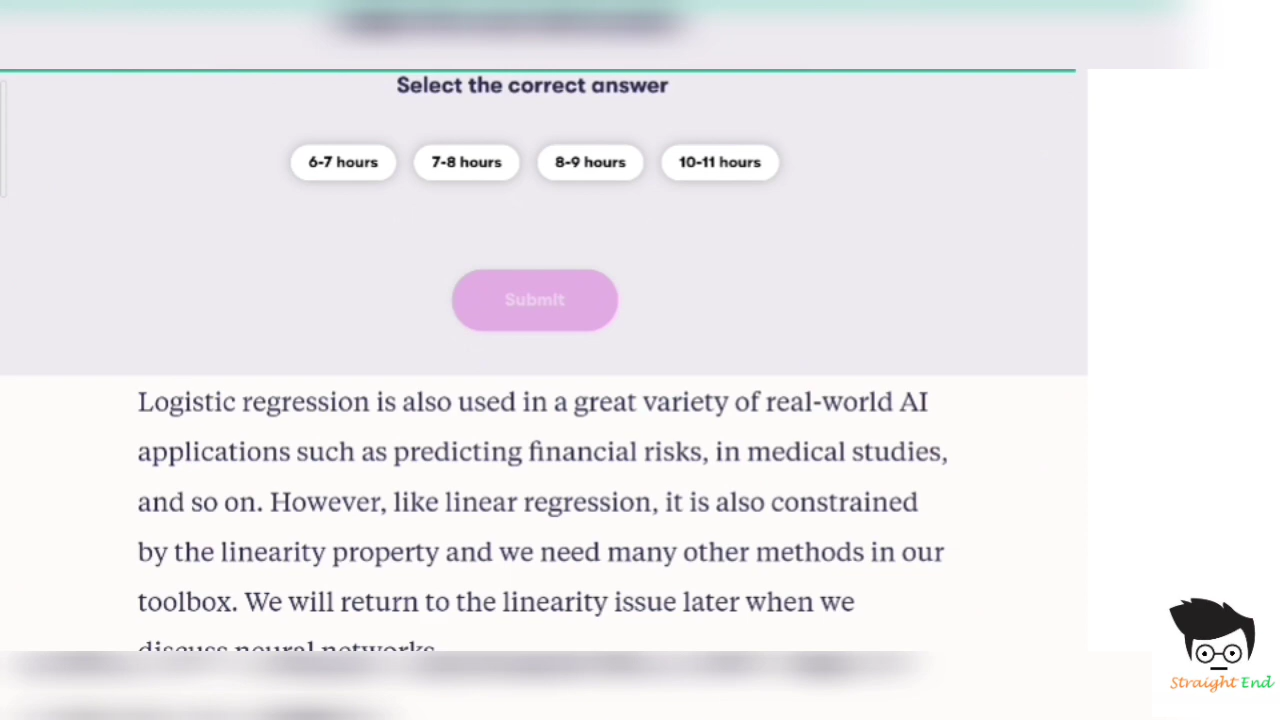 Select the correct answer
6-7 hours 7-8 hours 8-9 hours 10-11 hours
Submit
Logistic regression is also used in a great variety of real-world AI
applications such as predicting financial risks, in medical studies,
and so on. However, like linear regression, it is also constrained
by the linearity property and we need many other methods in our
toolbox. We will return to the linearity issue later when we
discuss neural networks.
Straight End